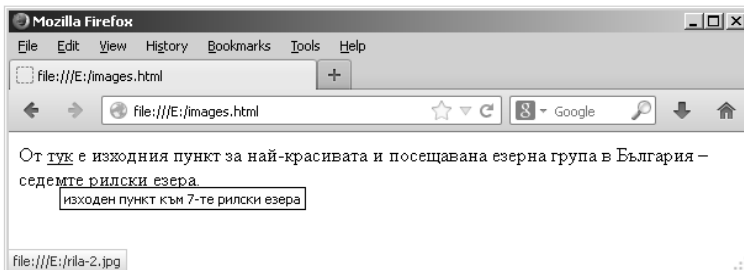 Mozilla Firefox
File Edit View History Bookmarks Tools Help
file:///E:/images.html +
file:///E:/images.html 8 Google
От тук е изходния пункт за най-красивата и посещавана езерна група в България –
седемте рилски езера.
изходен пункт към 7-те рилски езера
file:///E:/rila-2.jpg